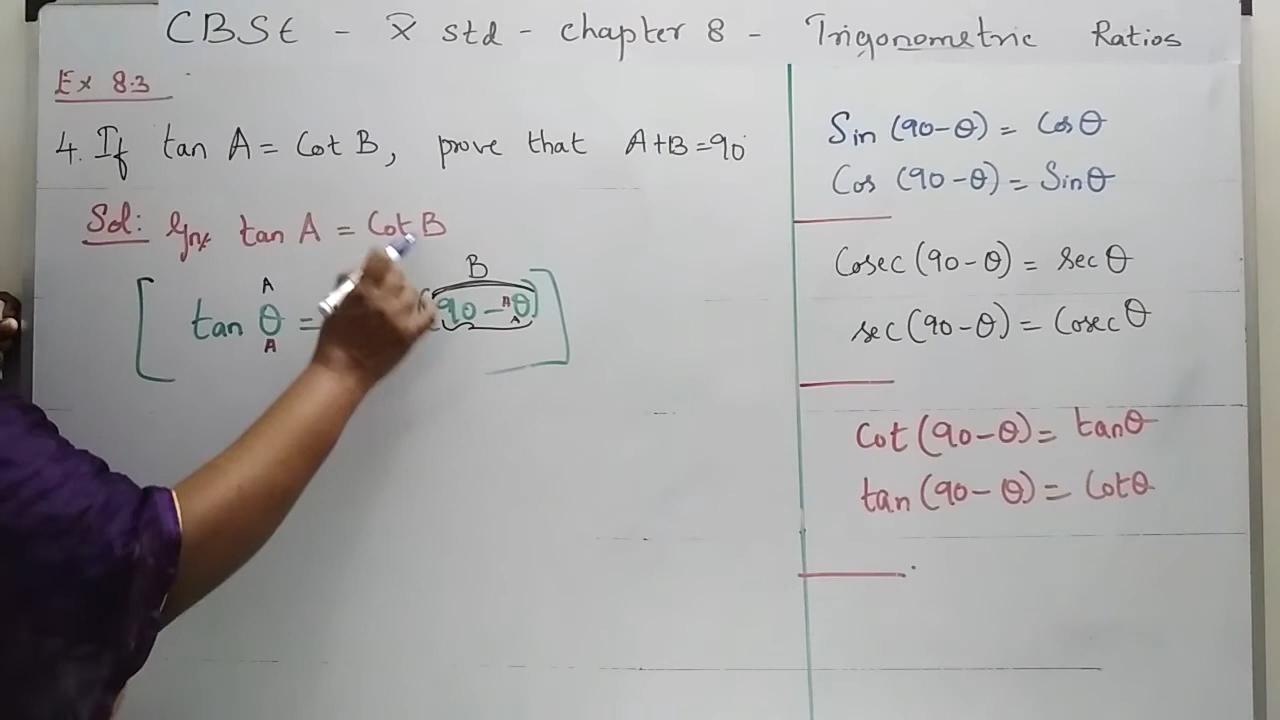 CBSE - X std - chapter 8 - Trigonometric Ratios
Ex 8.3
4. If tan A = Cot B, prove that A+B=90°
Sol: Gn, tan A = Cot B
A B
tan θ = (90 - θ)
A A A
Sin (90-θ) = Cosθ
Cos (90-θ) = Sinθ
Cosec (90-θ) = sec θ
sec (90-θ) = Cosec θ
Cot (90-θ) = tanθ
tan (90-θ) = Cotθ